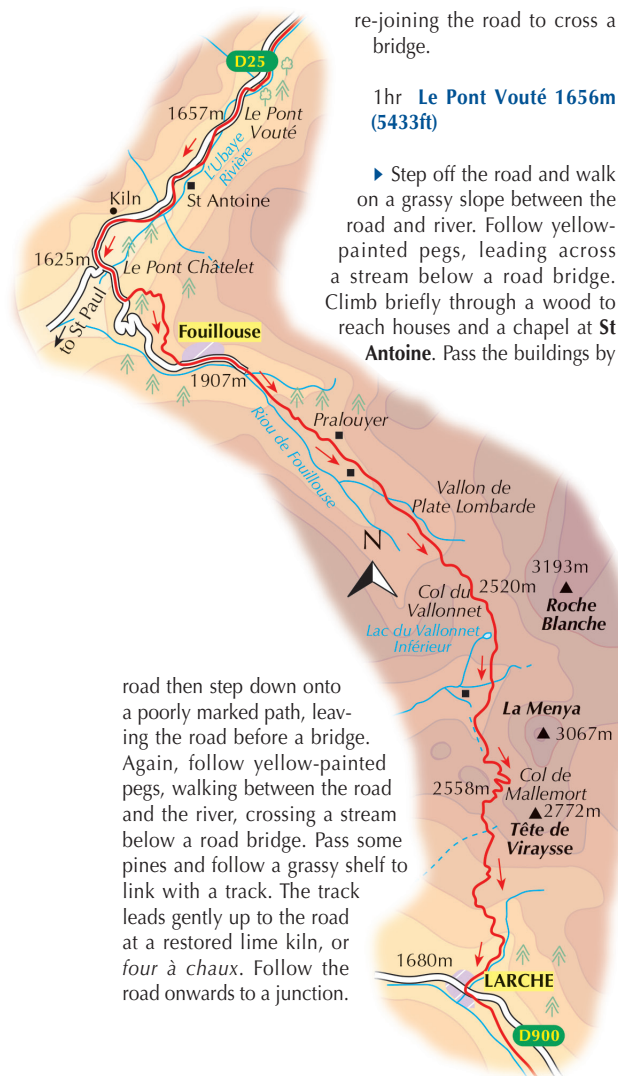 re-joining the road to cross a
bridge.
1hr Le Pont Vouté 1656m
(5433ft)
▶ Step off the road and walk
on a grassy slope between the
road and river. Follow yellow-
painted pegs, leading across
a stream below a road bridge.
Climb briefly through a wood to
reach houses and a chapel at St
Antoine. Pass the buildings by
road then step down onto
a poorly marked path, leav-
ing the road before a bridge.
Again, follow yellow-painted
pegs, walking between the road
and the river, crossing a stream
below a road bridge. Pass some
pines and follow a grassy shelf to
link with a track. The track
leads gently up to the road
at a restored lime kiln, or
four à chaux. Follow the
road onwards to a junction.
D25
1657m
Le Pont
Vouté
l'Ubaye
Rivière
St Antoine
Kiln
1625m
Le Pont Châtelet
to St Paul
Fouillouse
1907m
Riou de Fouillouse
Pralouyer
Vallon de
Plate Lombarde
N
3193m
Roche
Blanche
Col du
Vallonnet
2520m
Lac du Vallonnet
Inférieur
La Menya
3067m
Col de
Mallemort
2558m
2772m
Tête de
Viraysse
1680m
LARCHE
D900